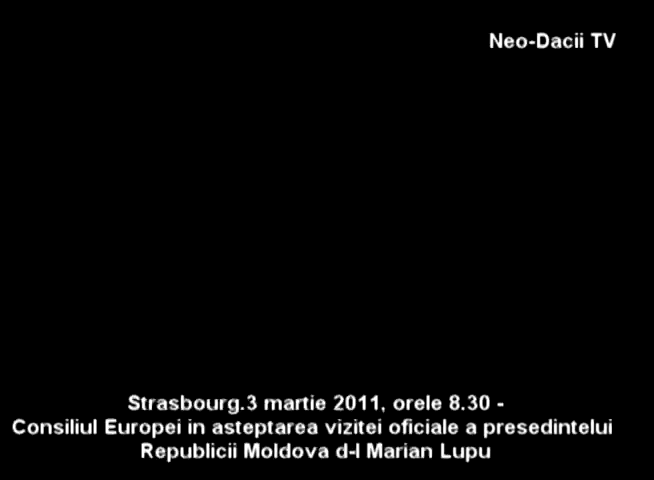 Neo-Dacii TV
Strasbourg.3 martie 2011, orele 8.30 -
Consiliul Europei in asteptarea vizitei oficiale a presedintelui
Republicii Moldova d-l Marian Lupu